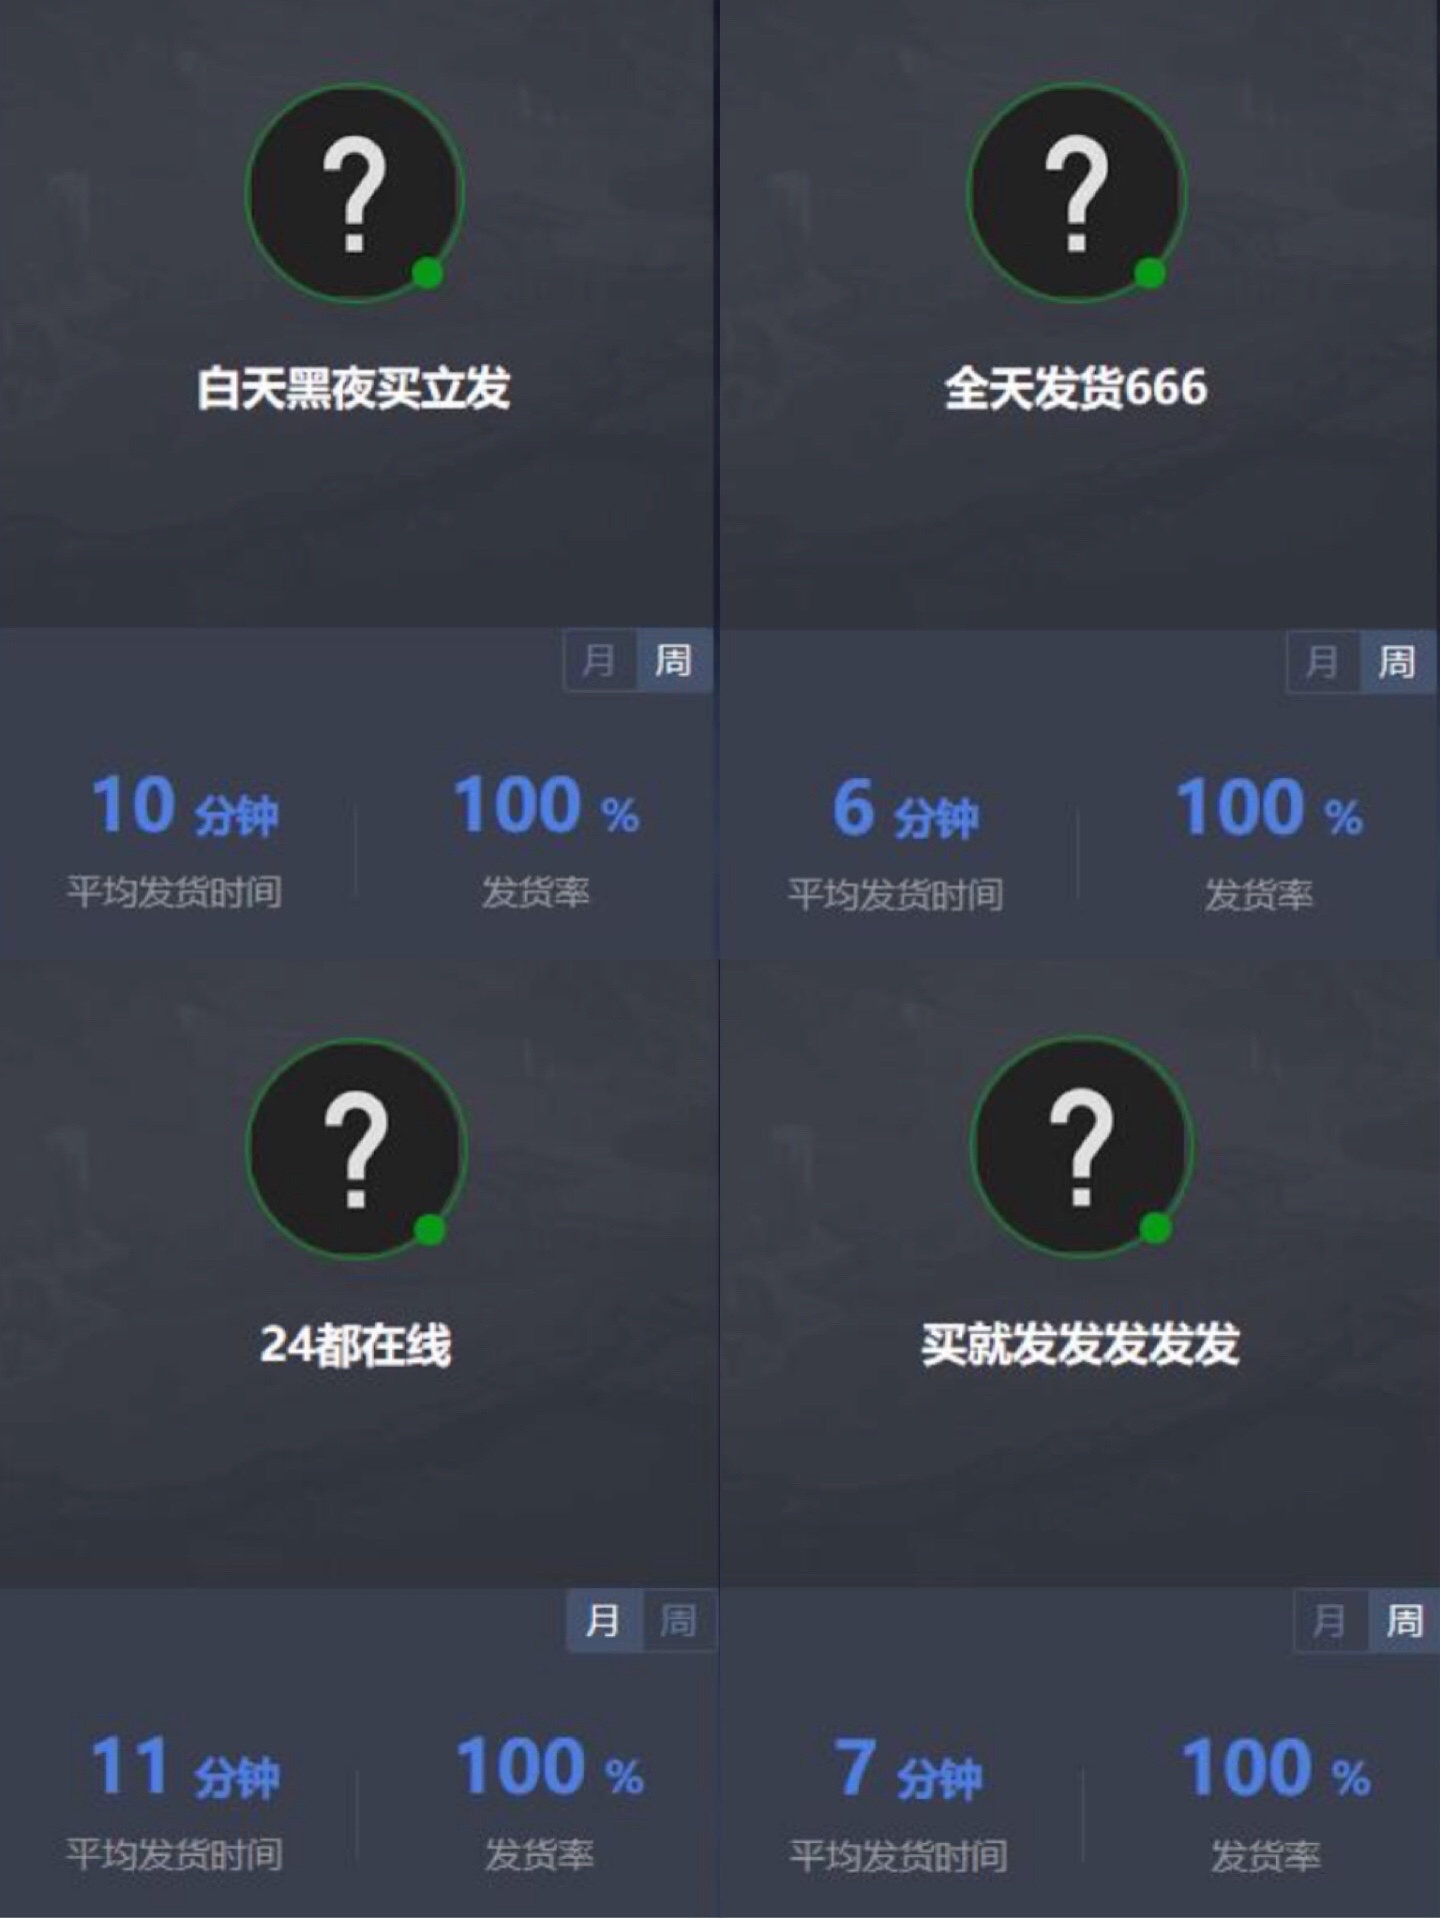 ?
白天黑夜买立发
月 周
10 分钟 100 %
平均发货时间 发货率
?
全天发货666
月 周
6 分钟 100 %
平均发货时间 发货率
?
24都在线
月 周
11 分钟 100 %
平均发货时间 发货率
?
买就发发发发发
月 周
7 分钟 100 %
平均发货时间 发货率